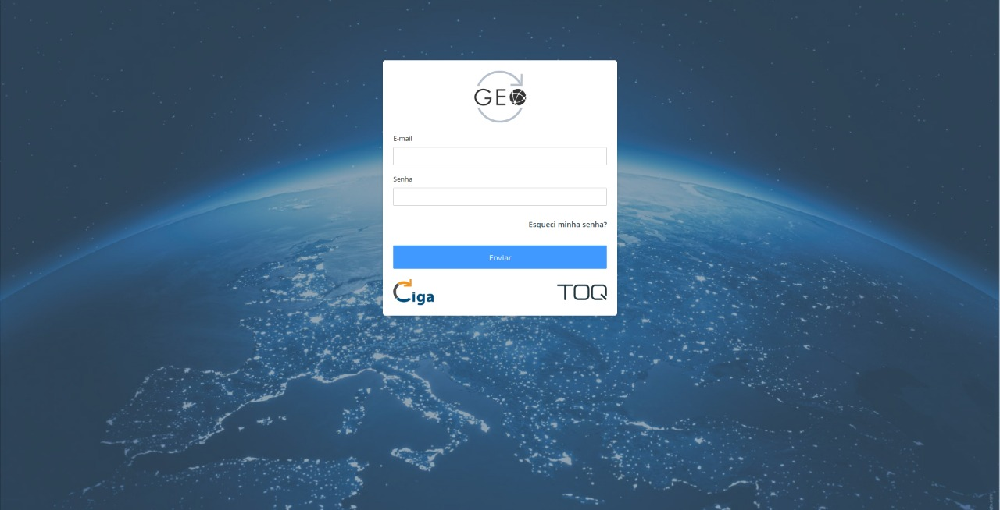 GEO
E-mail
Senha
Esqueci minha senha?
Enviar
Ciga
TOQ